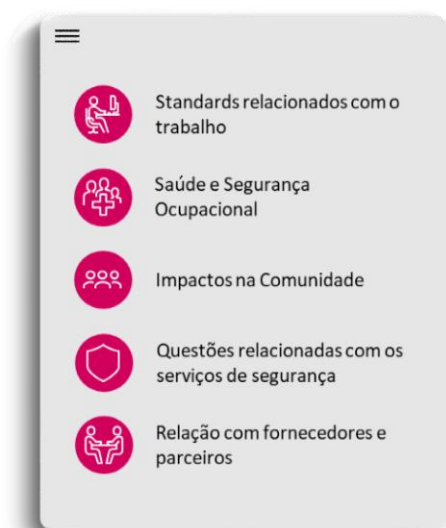 Standards relacionados com o
trabalho
Saúde e Segurança
Ocupacional
Impactos na Comunidade
Questões relacionadas com os
serviços de segurança
Relação com fornecedores e
parceiros